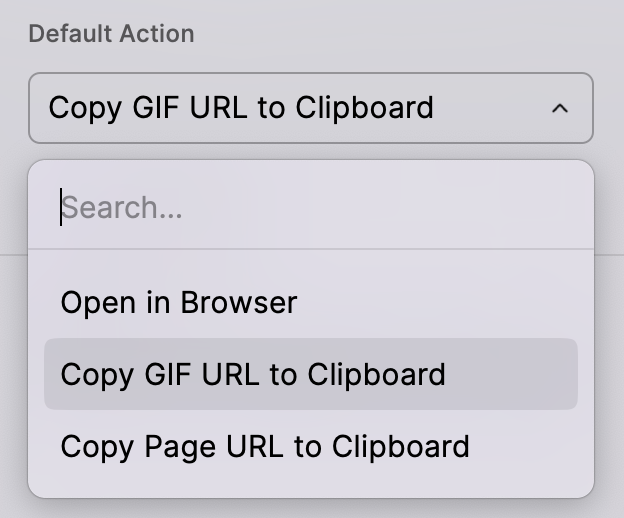 Default Action
Copy GIF URL to Clipboard
Search...
Open in Browser
Copy GIF URL to Clipboard
Copy Page URL to Clipboard